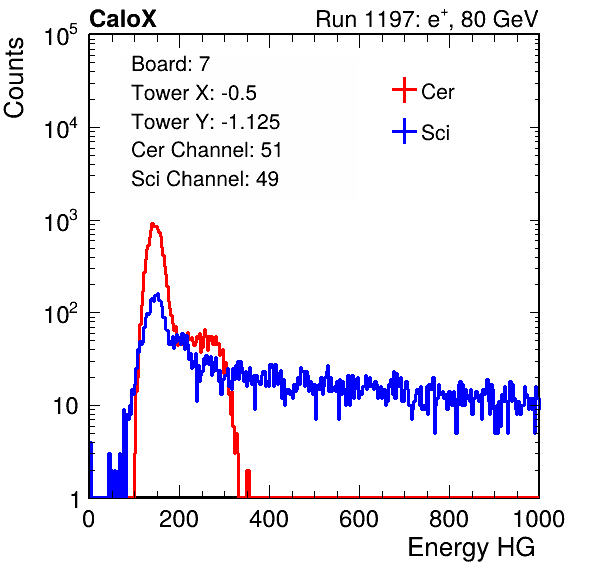 CaloX Run 1197: e⁺, 80 GeV
Counts
Board: 7
Tower X: -0.5
Tower Y: -1.125
Cer Channel: 51
Sci Channel: 49
Cer
Sci
10⁵
10⁴
10³
10²
10
1
0 200 400 600 800 1000
Energy HG